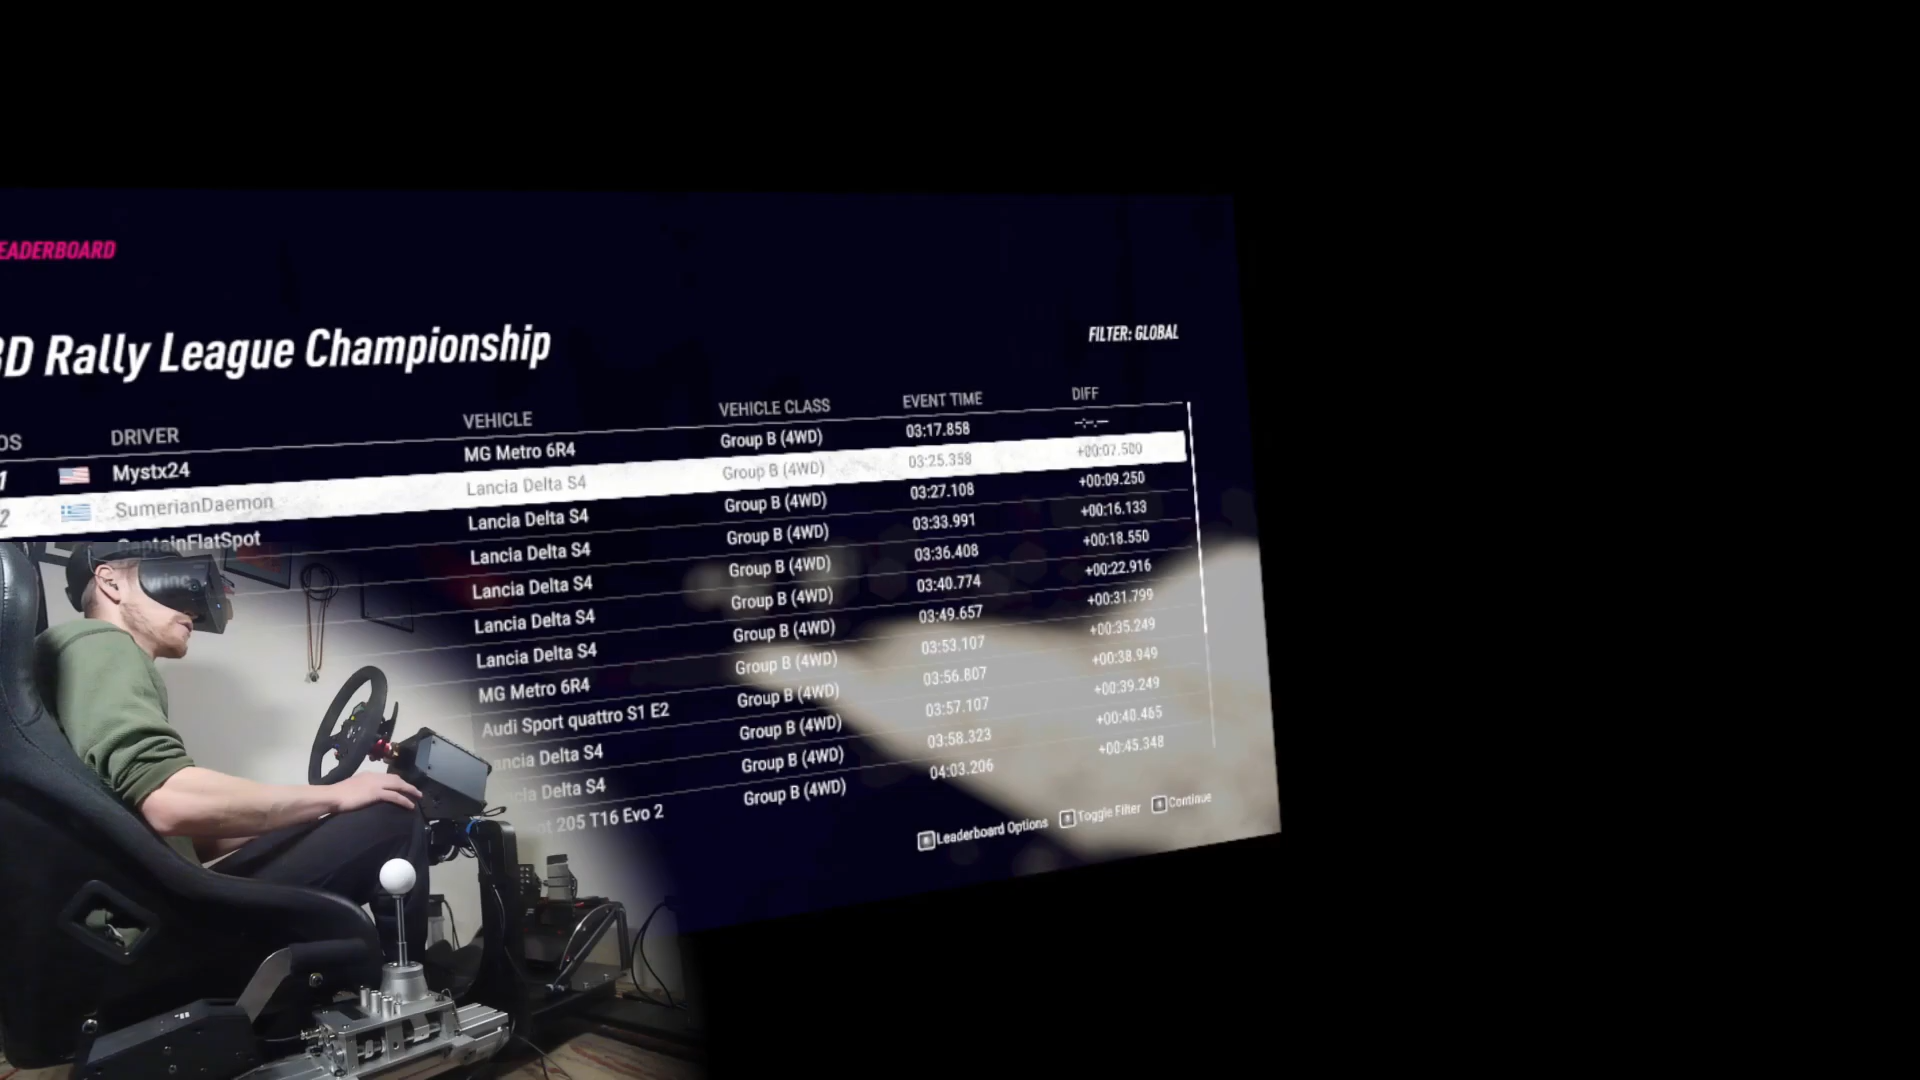 EADERBOARD
3D Rally League Championship
FILTER: GLOBAL
OS DRIVER VEHICLE VEHICLE CLASS EVENT TIME DIFF
1 Mystx24 MG Metro 6R4 Group B (4WD) 03:17.858 --:--.---
2 SumerianDaemon Lancia Delta S4 Group B (4WD) 03:25.358 +00:07.500
CaptainFlatSpot Lancia Delta S4 Group B (4WD) 03:27.108 +00:09.250
Lancia Delta S4 Group B (4WD) 03:33.991 +00:16.133
Lancia Delta S4 Group B (4WD) 03:36.408 +00:18.550
Lancia Delta S4 Group B (4WD) 03:40.774 +00:22.916
Lancia Delta S4 Group B (4WD) 03:49.657 +00:31.799
MG Metro 6R4 Group B (4WD) 03:53.107 +00:35.249
Audi Sport quattro S1 E2 Group B (4WD) 03:56.807 +00:38.949
ancia Delta S4 Group B (4WD) 03:57.107 +00:39.249
Delta S4 Group B (4WD) 03:58.323 +00:40.465
205 T16 Evo 2 Group B (4WD) 04:03.206 +00:45.348
Leaderboard Options Toggle Filter Continue